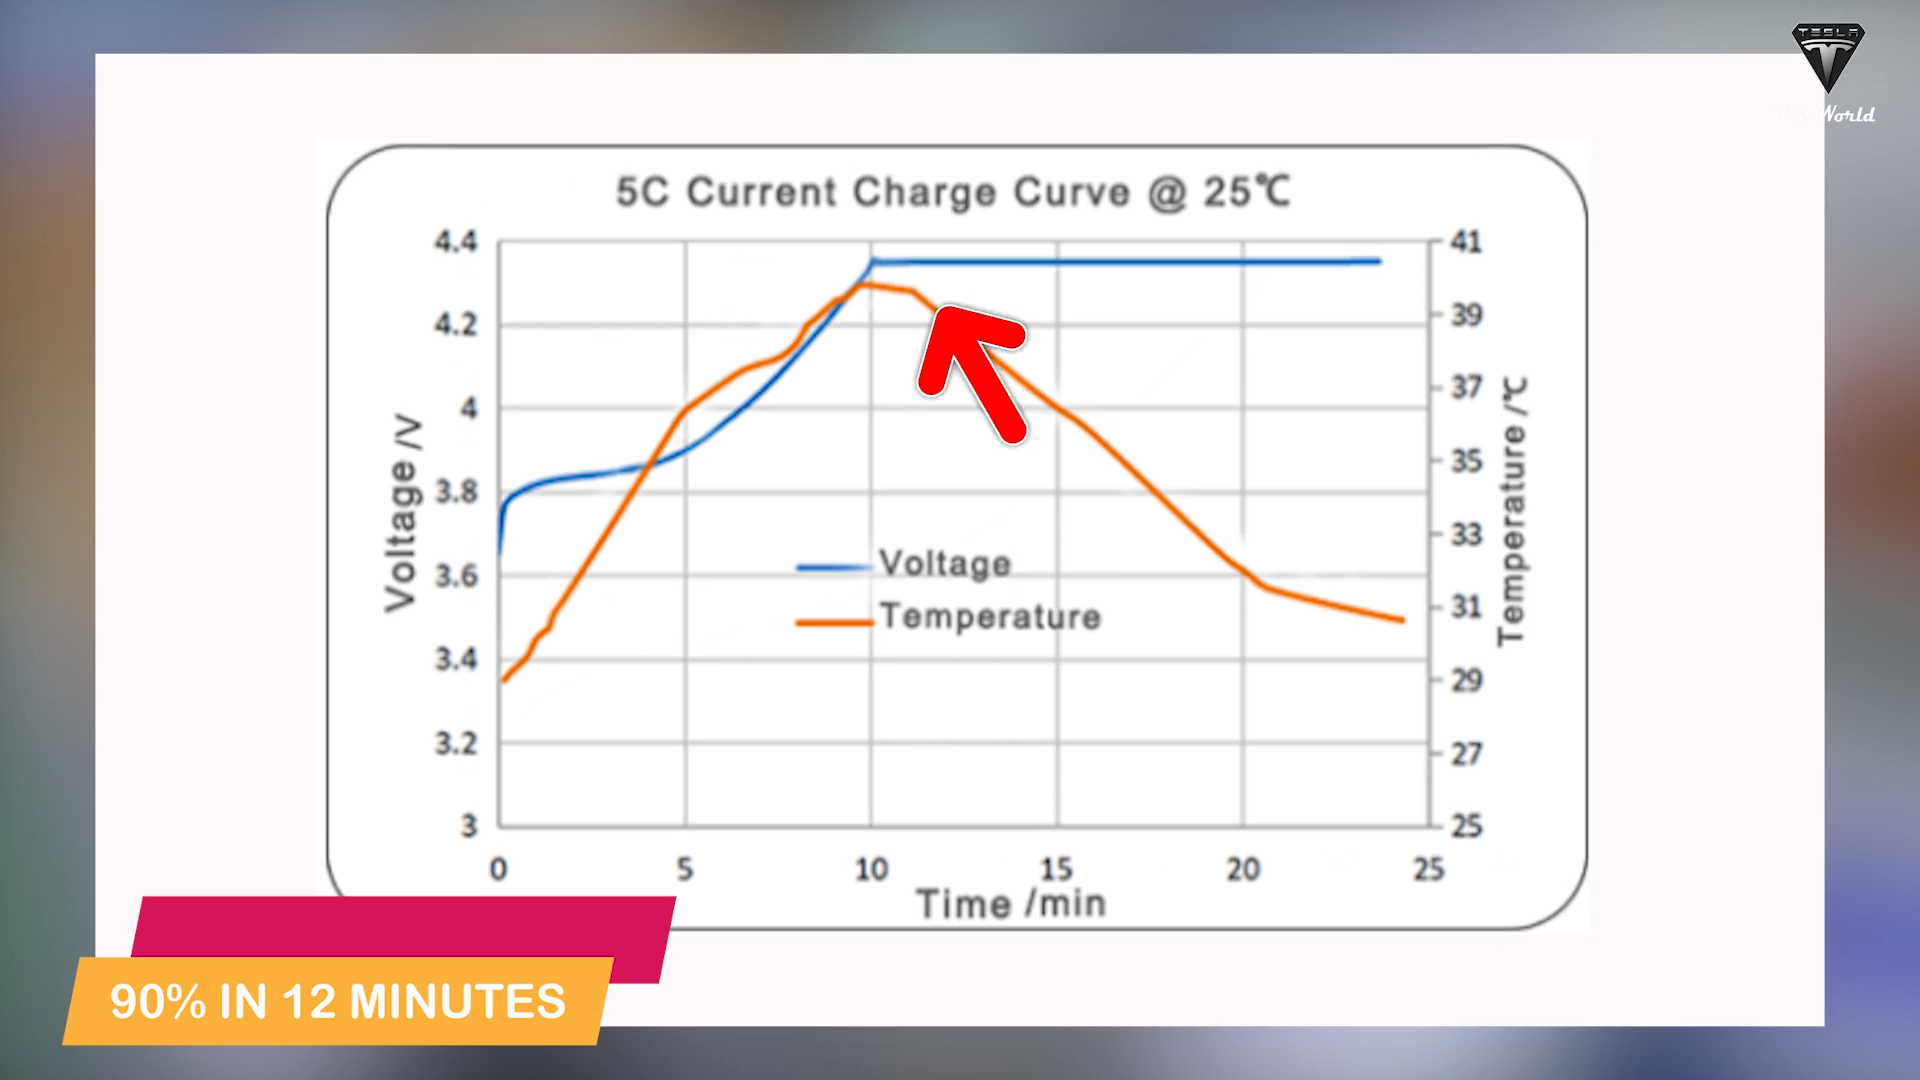 TESLA
World
5C Current Charge Curve @ 25℃
4.4
4.2
4
3.8
3.6
3.4
3.2
3
Voltage /V
41
39
37
35
33
31
29
27
25
Temperature /℃
Voltage
Temperature
0 5 10 15 20 25
Time /min
90% IN 12 MINUTES